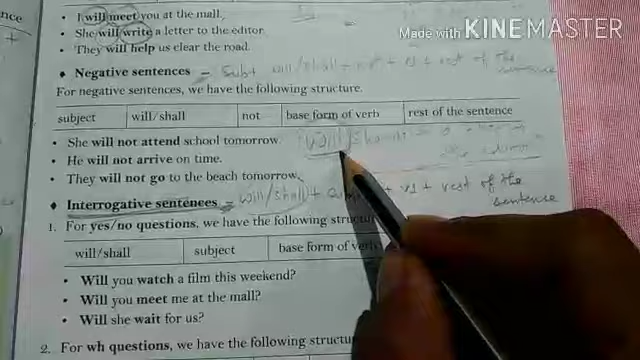 • I will meet you at the mall.
Made with KINEMASTER
• She will write a letter to the editor.
• They will help us clear the road.
♦ Negative sentences – Subt will/shall + not + v1 + rest of the sentence
For negative sentences, we have the following structure.
subject will/shall not base form of verb rest of the sentence
• She will not attend school tomorrow.
• He will not arrive on time.
• They will not go to the beach tomorrow.
♦ Interrogative sentences – will/shall + + v1 + rest of the sentence
1. For yes/no questions, we have the following
will/shall subject base form of verb
• Will you watch a film this weekend?
• Will you meet me at the mall?
• Will she wait for us?
2. For wh questions, we have the following